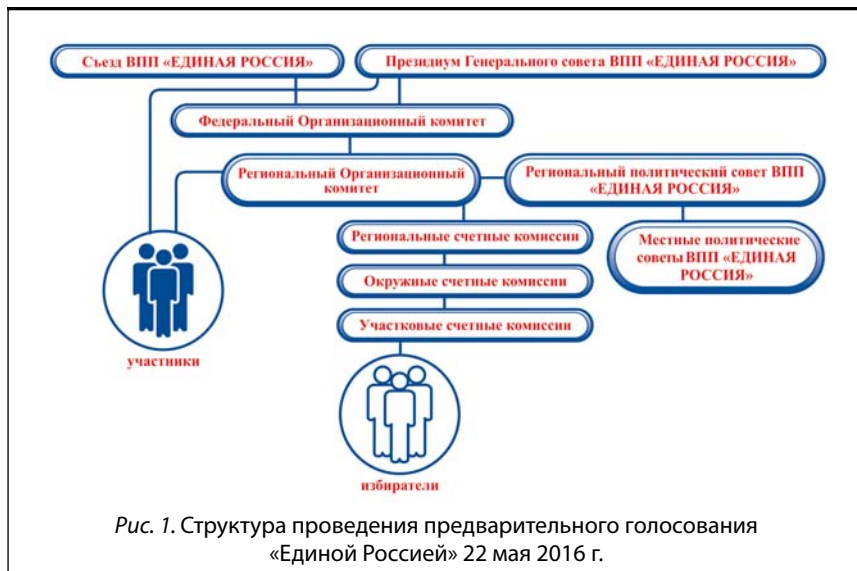 Съезд ВПП «ЕДИНАЯ РОССИЯ»
Президиум Генерального совета ВПП «ЕДИНАЯ РОССИЯ»
Федеральный Организационный комитет
Региональный Организационный
комитет
Региональный политический совет ВПП
«ЕДИНАЯ РОССИЯ»
Региональные счетные комиссии
Местные политические
советы ВПП «ЕДИНАЯ
РОССИЯ»
Окружные счетные комиссии
Участковые счетные комиссии
участники
избиратели
Рис. 1. Структура проведения предварительного голосования
«Единой Россией» 22 мая 2016 г.